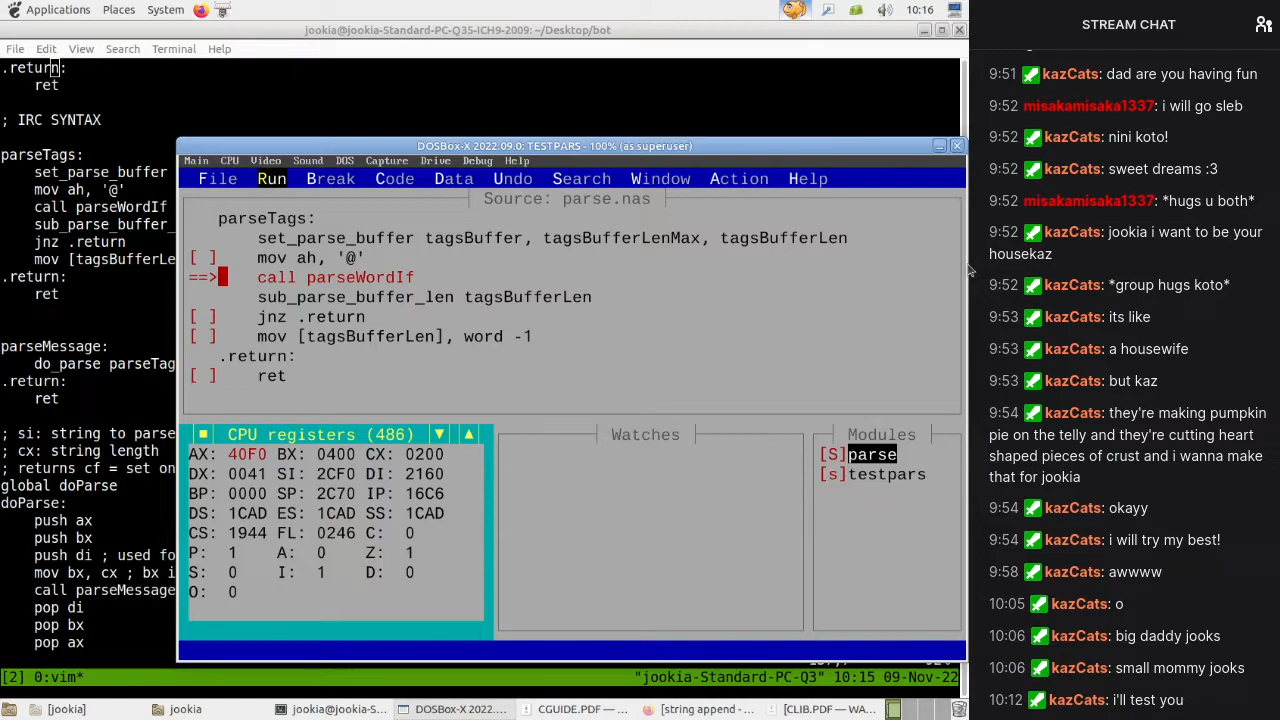 Applications Places System 10:16
jookia@jookia-Standard-PC-Q35-ICH9-2009: ~/Desktop/bot
File Edit View Search Terminal Help
.return:
ret
; IRC SYNTAX
parseTags:
set_parse_buffer
mov ah, '@'
call parseWordIf
sub_parse_buffer_
jnz .return
mov [tagsBufferLe
.return:
ret
parseMessage:
do_parse parseTag
.return:
ret
; si: string to parse
; cx: string length
; returns cf = set on
global doParse
doParse:
push ax
push bx
push di ; used fo
mov bx, cx ; bx i
call parseMessage
pop di
pop bx
pop ax
DOSBox-X 2022.09.0: TESTPARS - 100% (as superuser)
Main CPU Video Sound DOS Capture Drive Debug Help
File Run Break Code Data Undo Search Window Action Help
Source: parse.nas
parseTags:
set_parse_buffer tagsBuffer, tagsBufferLenMax, tagsBufferLen
[ ] mov ah, '@'
==> call parseWordIf
sub_parse_buffer_len tagsBufferLen
[ ] jnz .return
[ ] mov [tagsBufferLen], word -1
.return:
[ ] ret
CPU registers (486)
AX: 40F0 BX: 0400 CX: 0200
DX: 0041 SI: 2CF0 DI: 2160
BP: 0000 SP: 2C70 IP: 16C6
DS: 1CAD ES: 1CAD SS: 1CAD
CS: 1944 FL: 0246 C: 0
P: 1 A: 0 Z: 1
S: 0 I: 1 D: 0
O: 0
Watches
Modules
[S]parse
[s]testpars
[2] 0:vim* "jookia-Standard-PC-Q3" 10:15 09-Nov-22
[jookia] jookia jookia@jookia-S... DOSBox-X 2022.... CGUIDE.PDF —... [string append -... [CLIB.PDF — WA...
STREAM CHAT
9:51 kazCats: dad are you having fun
9:52 misakamisaka1337: i will go sleb
9:52 kazCats: nini koto!
9:52 kazCats: sweet dreams :3
9:52 misakamisaka1337: *hugs u both*
9:52 kazCats: jookia i want to be your
housekaz
9:52 kazCats: *group hugs koto*
9:53 kazCats: its like
9:53 kazCats: a housewife
9:53 kazCats: but kaz
9:54 kazCats: they're making pumpkin
pie on the telly and they're cutting heart
shaped pieces of crust and i wanna make
that for jookia
9:54 kazCats: okayy
9:54 kazCats: i will try my best!
9:58 kazCats: awwww
10:05 kazCats: o
10:06 kazCats: big daddy jooks
10:06 kazCats: small mommy jooks
10:12 kazCats: i'll test you